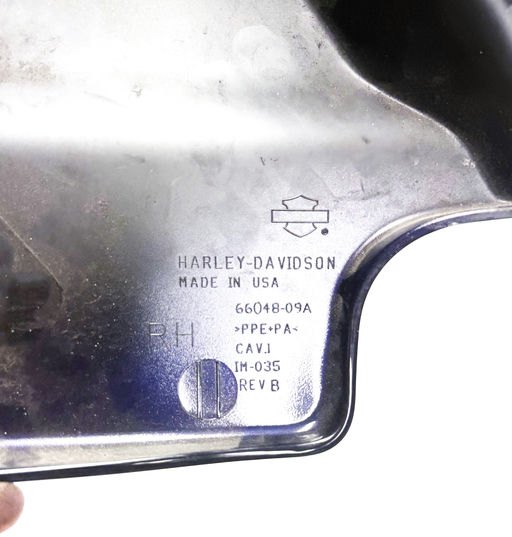 HARLEY-DAVIDSON
MADE IN USA
66048-09A
>PPE+PA<
CAV.1
IM-035
REV B
RH